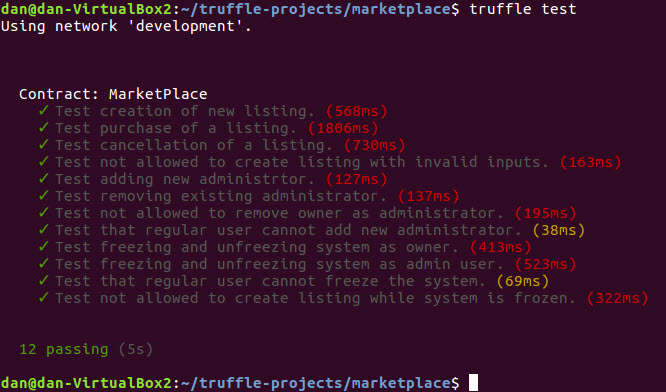 dan@dan-VirtualBox2:~/truffle-projects/marketplace$ truffle test
Using network 'development'.
Contract: MarketPlace
✓ Test creation of new listing. (568ms)
✓ Test purchase of a listing. (1806ms)
✓ Test cancellation of a listing. (730ms)
✓ Test not allowed to create listing with invalid inputs. (163ms)
✓ Test adding new administrtor. (127ms)
✓ Test removing existing administrator. (137ms)
✓ Test not allowed to remove owner as administrator. (195ms)
✓ Test that regular user cannot add new administrator. (38ms)
✓ Test freezing and unfreezing system as owner. (413ms)
✓ Test freezing and unfreezing system as admin user. (523ms)
✓ Test that regular user cannot freeze the system. (69ms)
✓ Test not allowed to create listing while system is frozen. (322ms)
12 passing (5s)
dan@dan-VirtualBox2:~/truffle-projects/marketplace$